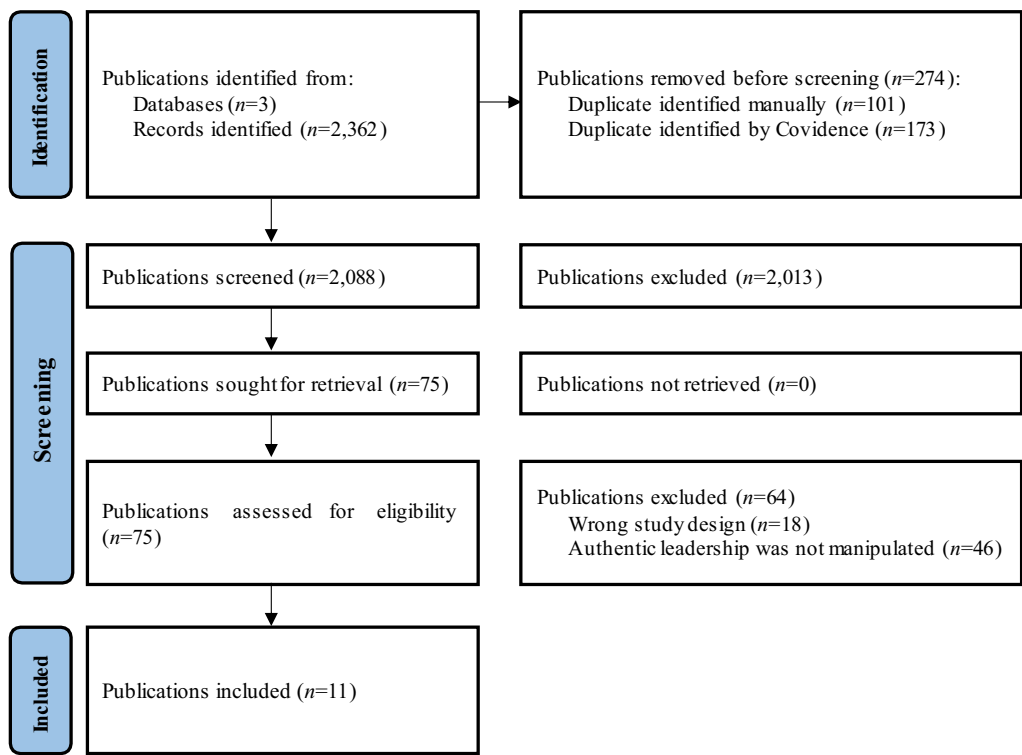 Identification
Publications identified from:
Databases (n=3)
Records identified (n=2,362)
Publications removed before screening (n=274):
Duplicate identified manually (n=101)
Duplicate identified by Covidence (n=173)
Screening
Publications screened (n=2,088)
Publications excluded (n=2,013)
Publications sought for retrieval (n=75)
Publications not retrieved (n=0)
Publications assessed for eligibility
(n=75)
Publications excluded (n=64)
Wrong study design (n=18)
Authentic leadership was not manipulated (n=46)
Included
Publications included (n=11)